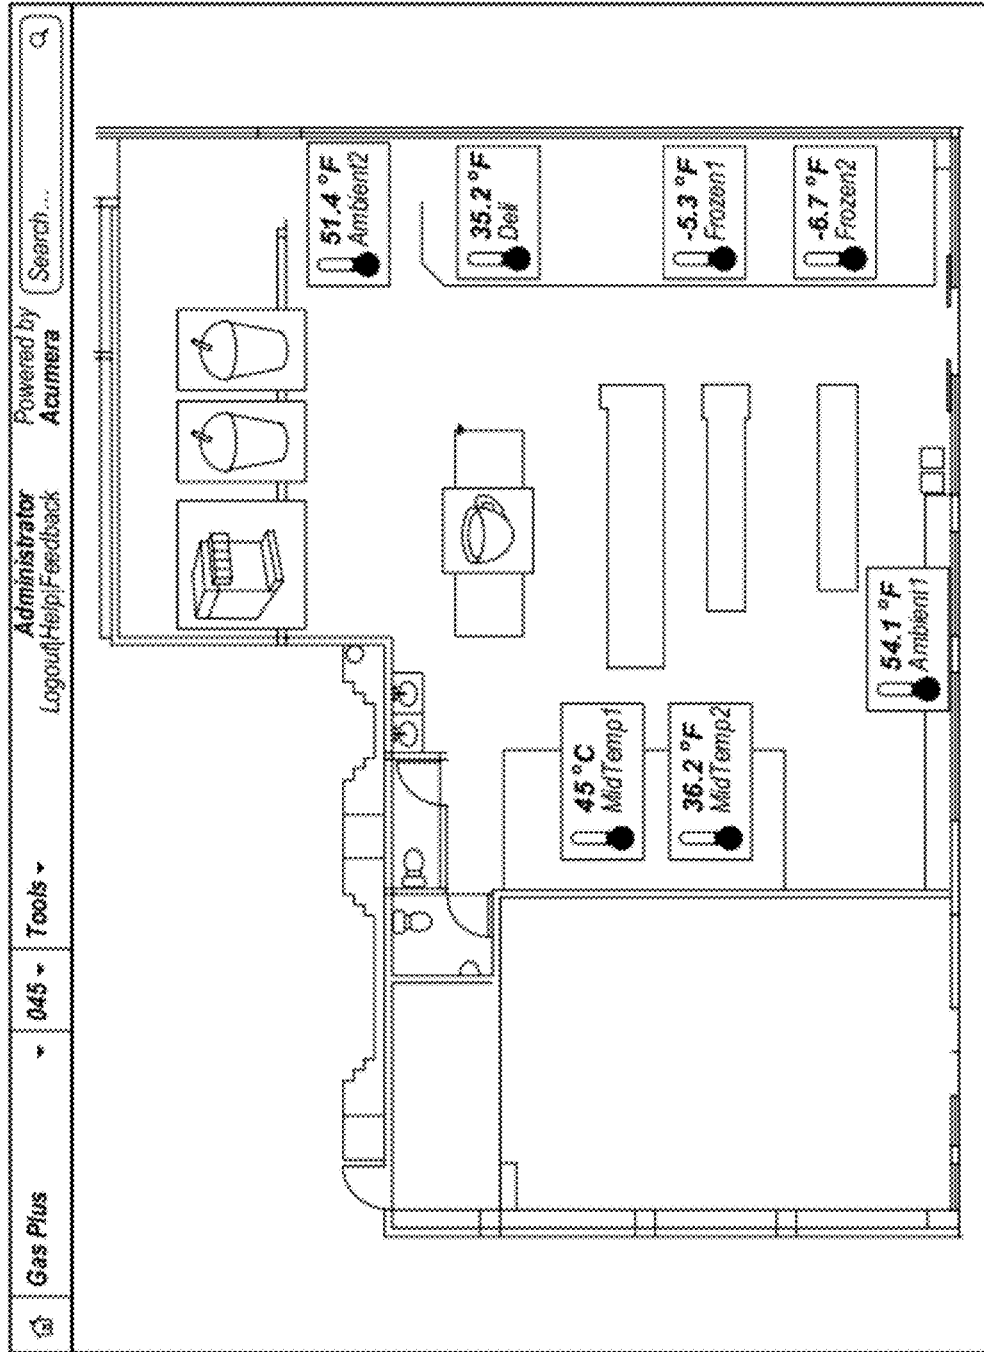 Gas Plus
045
Tools
Administrator
Logout|Help|Feedback
Powered by
Acumera
Search...
51.4 °F
Ambient2
35.2 °F
Deli
-5.3 °F
Frozen1
-6.7 °F
Frozen2
45 °C
MidTemp1
36.2 °F
MidTemp2
54.1 °F
Ambient1